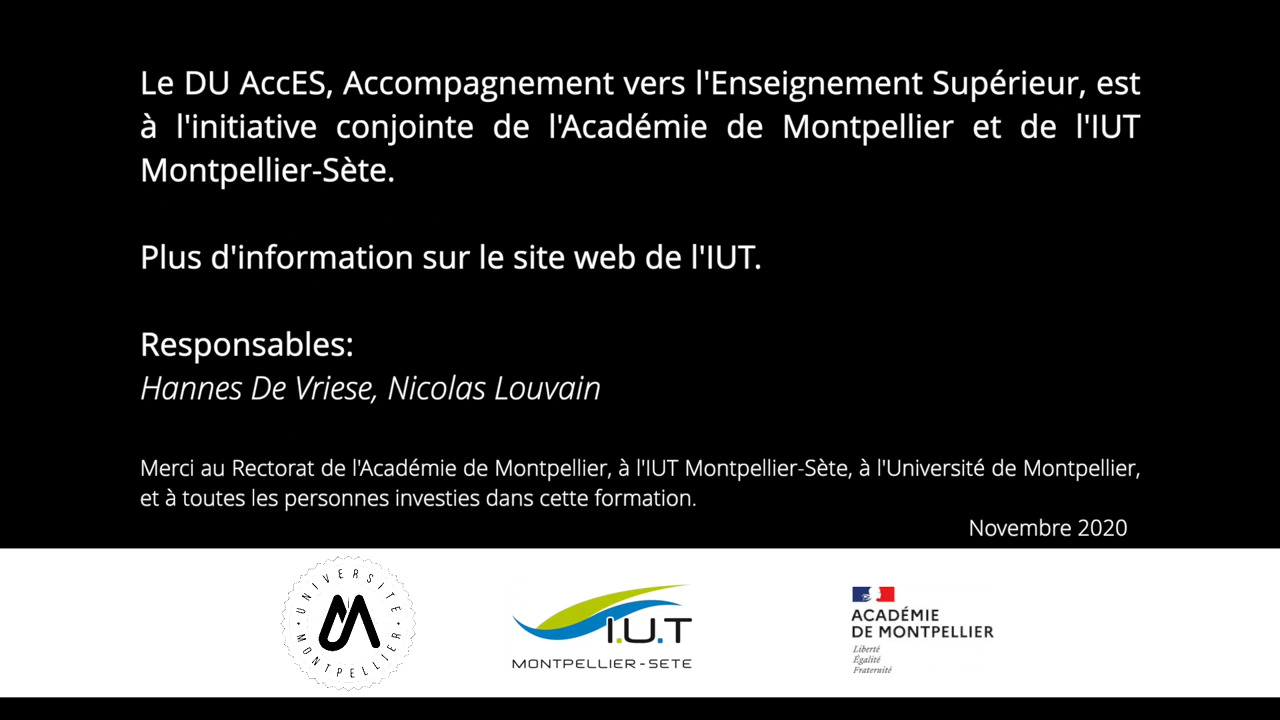 Le DU AccES, Accompagnement vers l'Enseignement Supérieur, est
à l'initiative conjointe de l'Académie de Montpellier et de l'IUT
Montpellier-Sète.
Plus d'information sur le site web de l'IUT.
Responsables:
Hannes De Vriese, Nicolas Louvain
Merci au Rectorat de l'Académie de Montpellier, à l'IUT Montpellier-Sète, à l'Université de Montpellier,
et à toutes les personnes investies dans cette formation.
Novembre 2020
UNIVERSITÉ
MONTPELLIER
I.U.T
MONTPELLIER-SETE
ACADÉMIE
DE MONTPELLIER
Liberté
Égalité
Fraternité